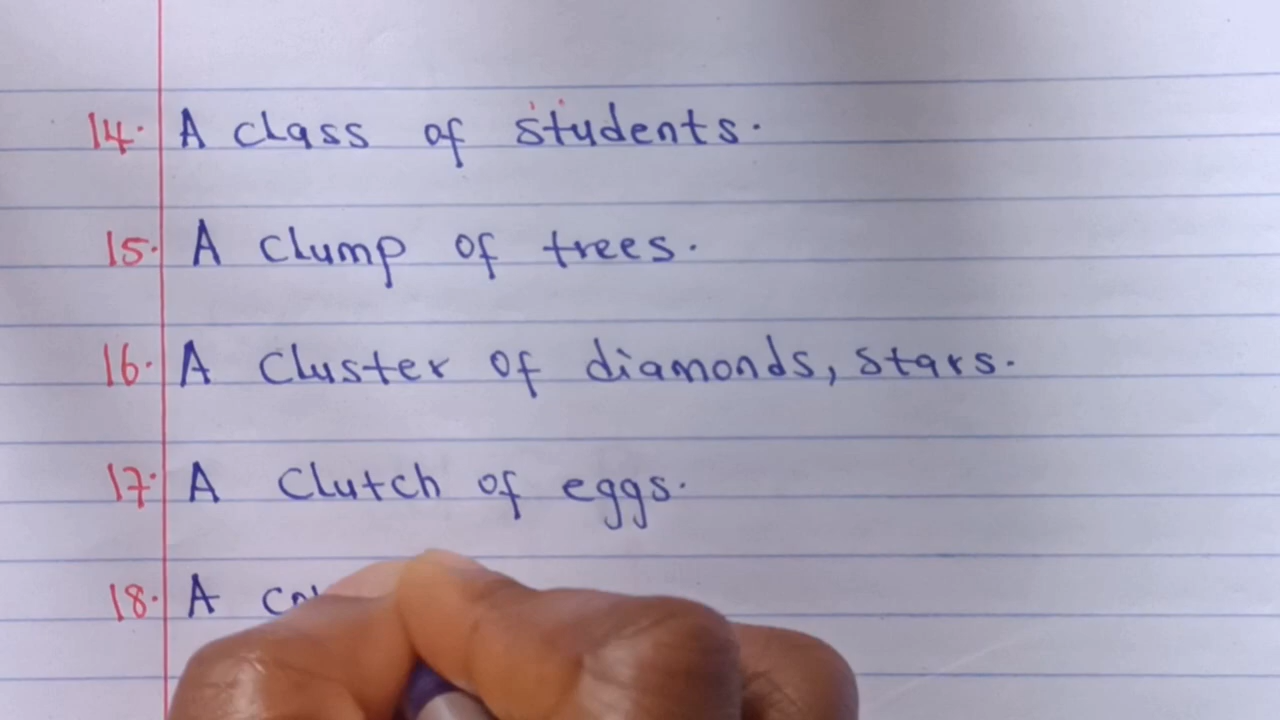 14. A class of students.
15. A clump of trees.
16. A cluster of diamonds, stars.
17. A clutch of eggs.
18. A